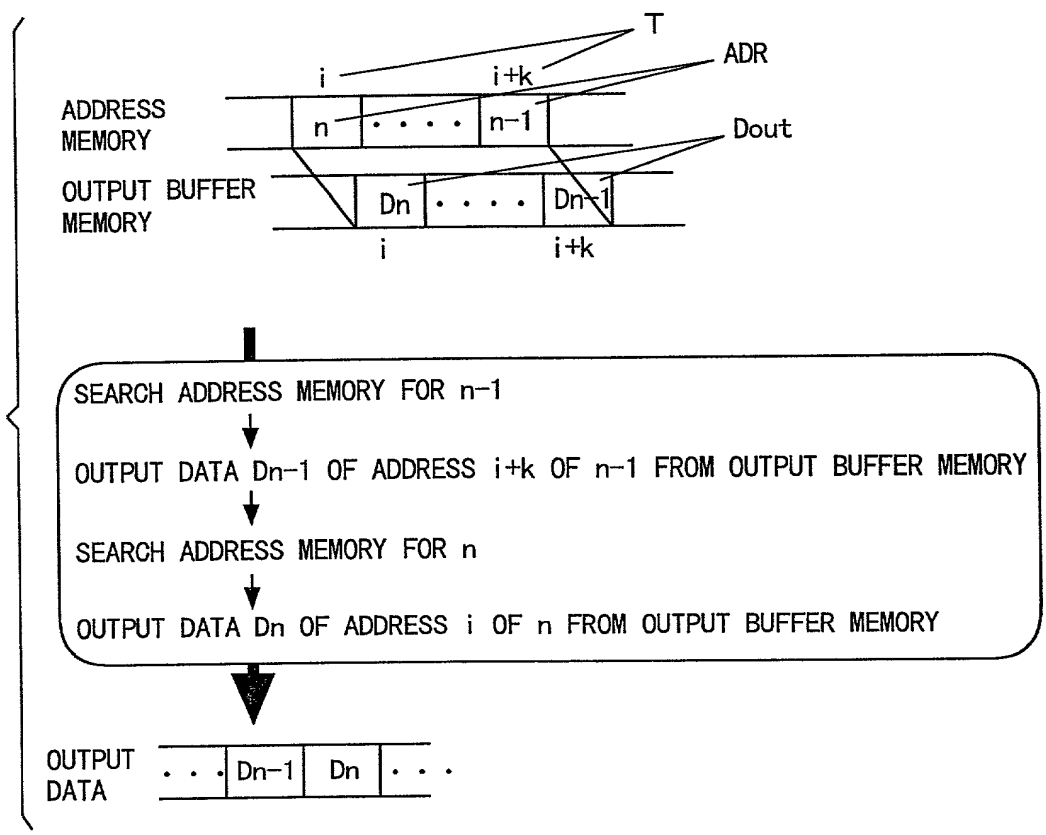 T
i
i+k
ADR
ADDRESS
MEMORY
n
· · · ·
n-1
Dout
OUTPUT BUFFER
MEMORY
Dn
· · · ·
Dn-1
i
i+k
SEARCH ADDRESS MEMORY FOR n-1
OUTPUT DATA Dn-1 OF ADDRESS i+k OF n-1 FROM OUTPUT BUFFER MEMORY
SEARCH ADDRESS MEMORY FOR n
OUTPUT DATA Dn OF ADDRESS i OF n FROM OUTPUT BUFFER MEMORY
OUTPUT
DATA
· · · Dn-1 Dn · · ·